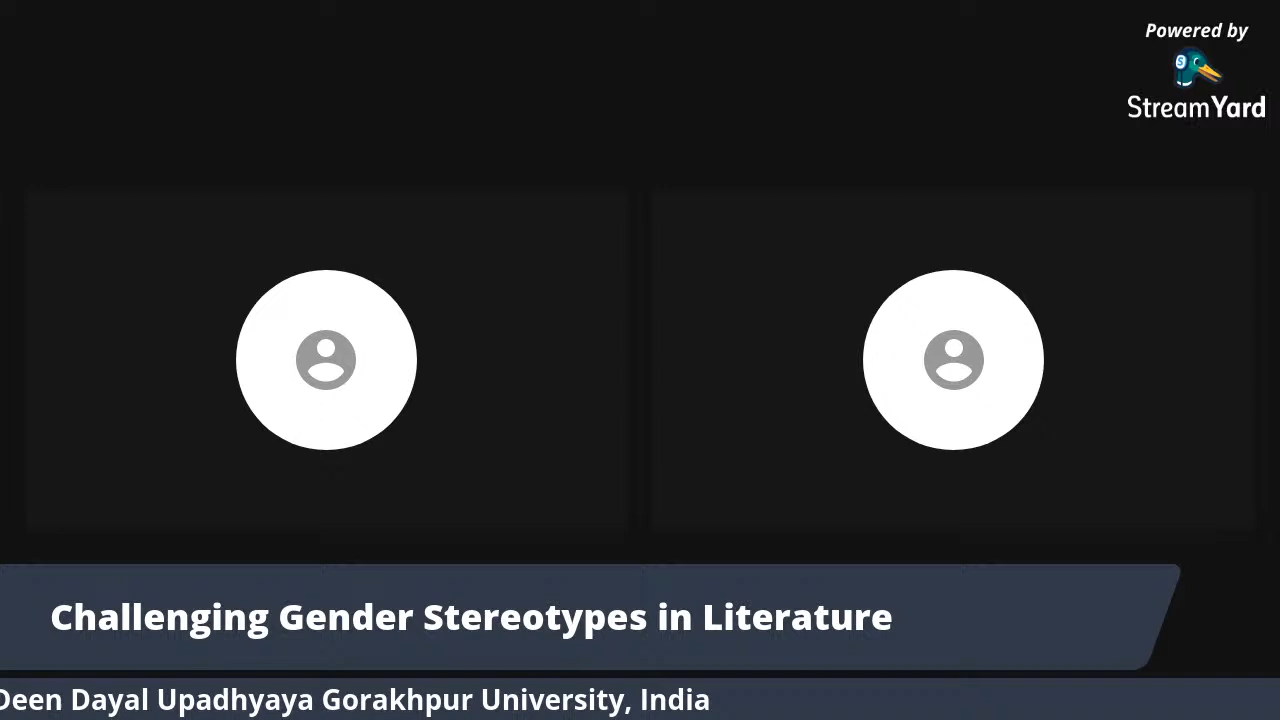 Powered by
StreamYard
Challenging Gender Stereotypes in Literature
Deen Dayal Upadhyaya Gorakhpur University, India